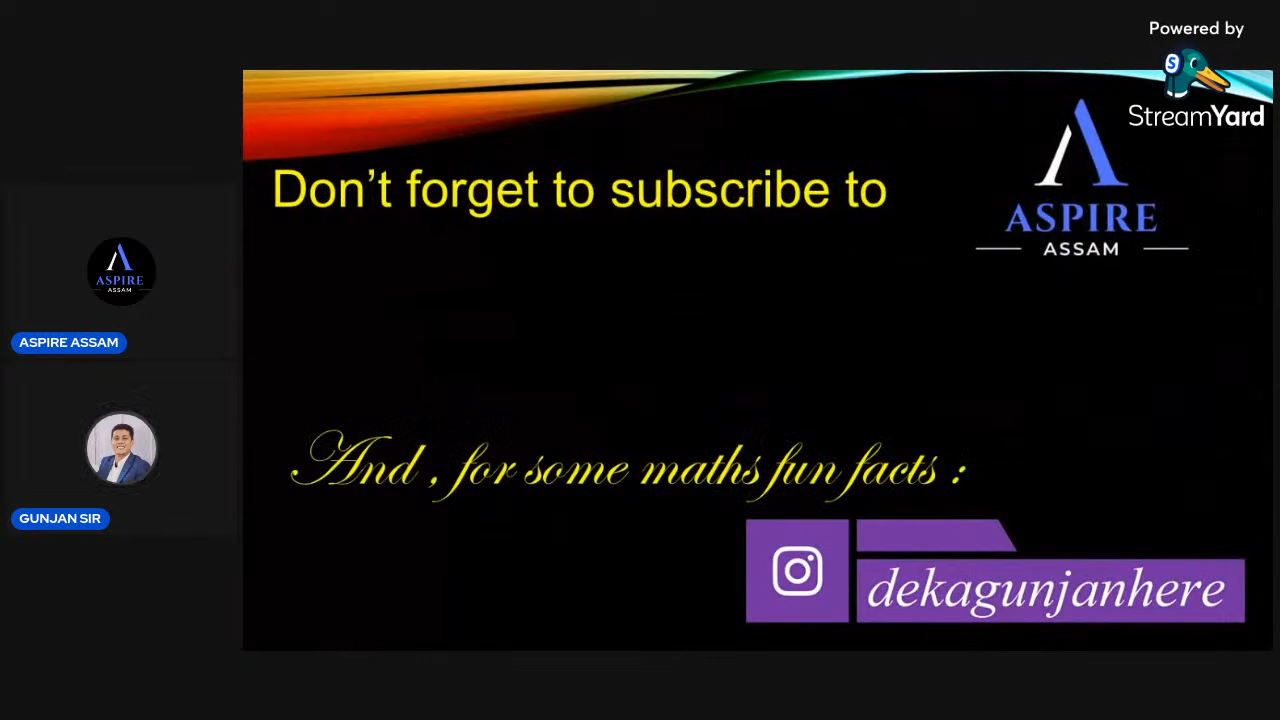 Powered by
StreamYard
Don't forget to subscribe to
ASPIRE
ASSAM
ASPIRE
ASSAM
ASPIRE ASSAM
And , for some maths fun facts :
GUNJAN SIR
dekagunjanhere